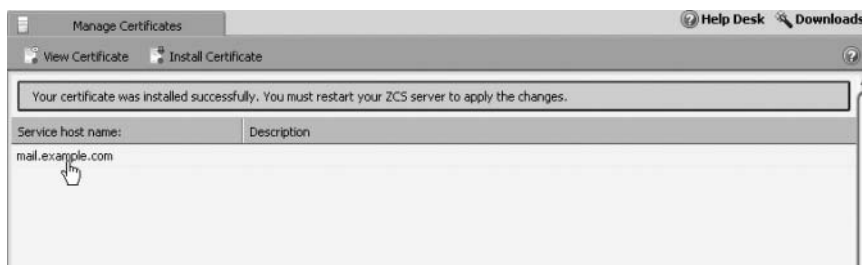 Manage Certificates
Help Desk Downloads
View Certificate Install Certificate
Your certificate was installed successfully. You must restart your ZCS server to apply the changes.
Service host name: Description
mail.example.com